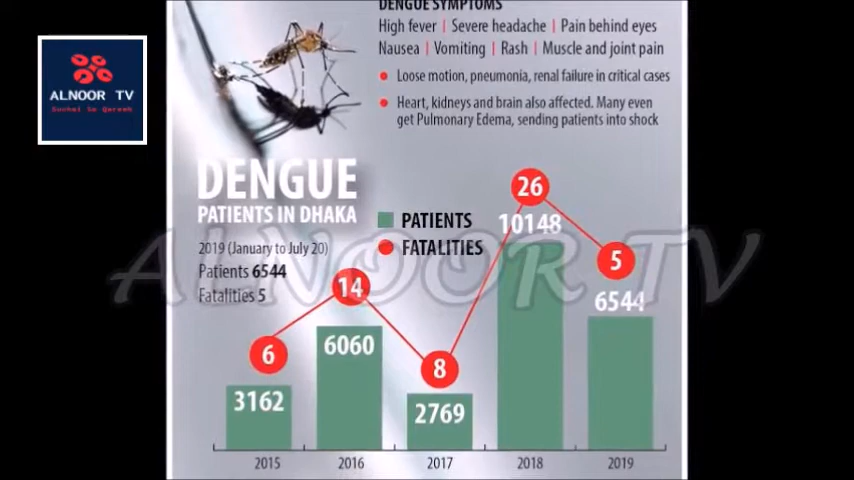 DENGUE SYMPTOMS
High fever | Severe headache | Pain behind eyes
Nausea | Vomiting | Rash | Muscle and joint pain
Loose motion, pneumonia, renal failure in critical cases
Heart, kidneys and brain also affected. Many even
get Pulmonary Edema, sending patients into shock
ALNOOR TV
Suchai Se Qareeb
DENGUE
PATIENTS IN DHAKA
2019 (January to July 20)
Patients 6544
Fatalities 5
PATIENTS
FATALITIES
ALNOOR TV
6
14
8
26
5
3162
6060
2769
10148
6544
2015
2016
2017
2018
2019